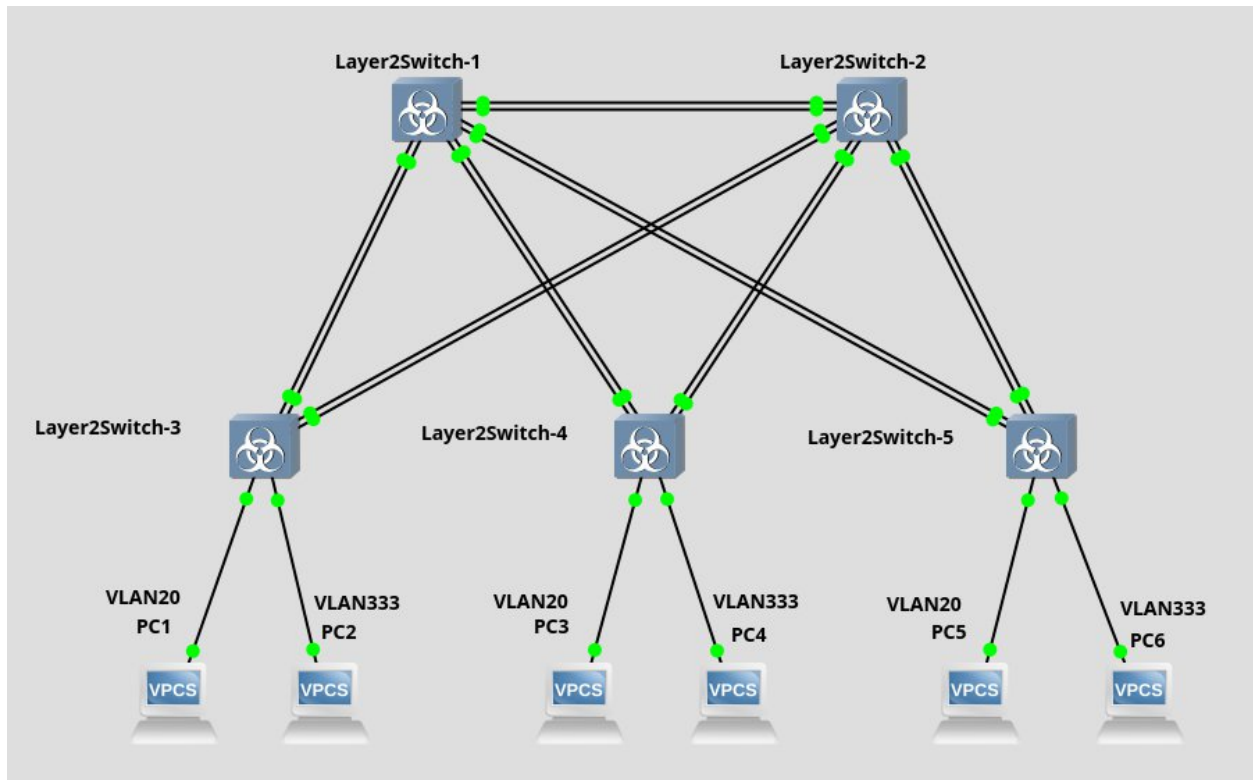 Layer2Switch-1
Layer2Switch-2
Layer2Switch-3
Layer2Switch-4
Layer2Switch-5
VLAN20
PC1
VLAN333
PC2
VLAN20
PC3
VLAN333
PC4
VLAN20
PC5
VLAN333
PC6
VPCS
VPCS
VPCS
VPCS
VPCS
VPCS